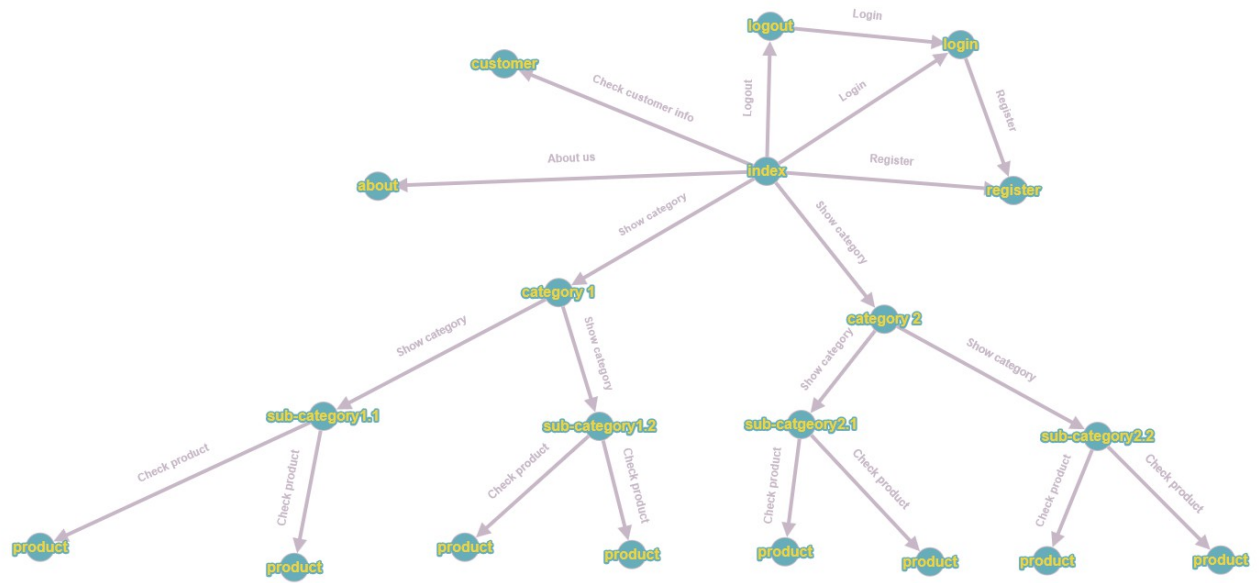 logout
Login
login
customer
Check customer info
Logout
Login
Register
index
About us
Register
about
register
Show category
Show category
category 1
category 2
Show category
Show category
Show category
Show category
sub-category1.1
sub-category1.2
sub-catgeory2.1
sub-category2.2
Check product
Check product
Check product
Check product
Check product
Check product
Check product
Check product
product
product
product
product
product
product
product
product